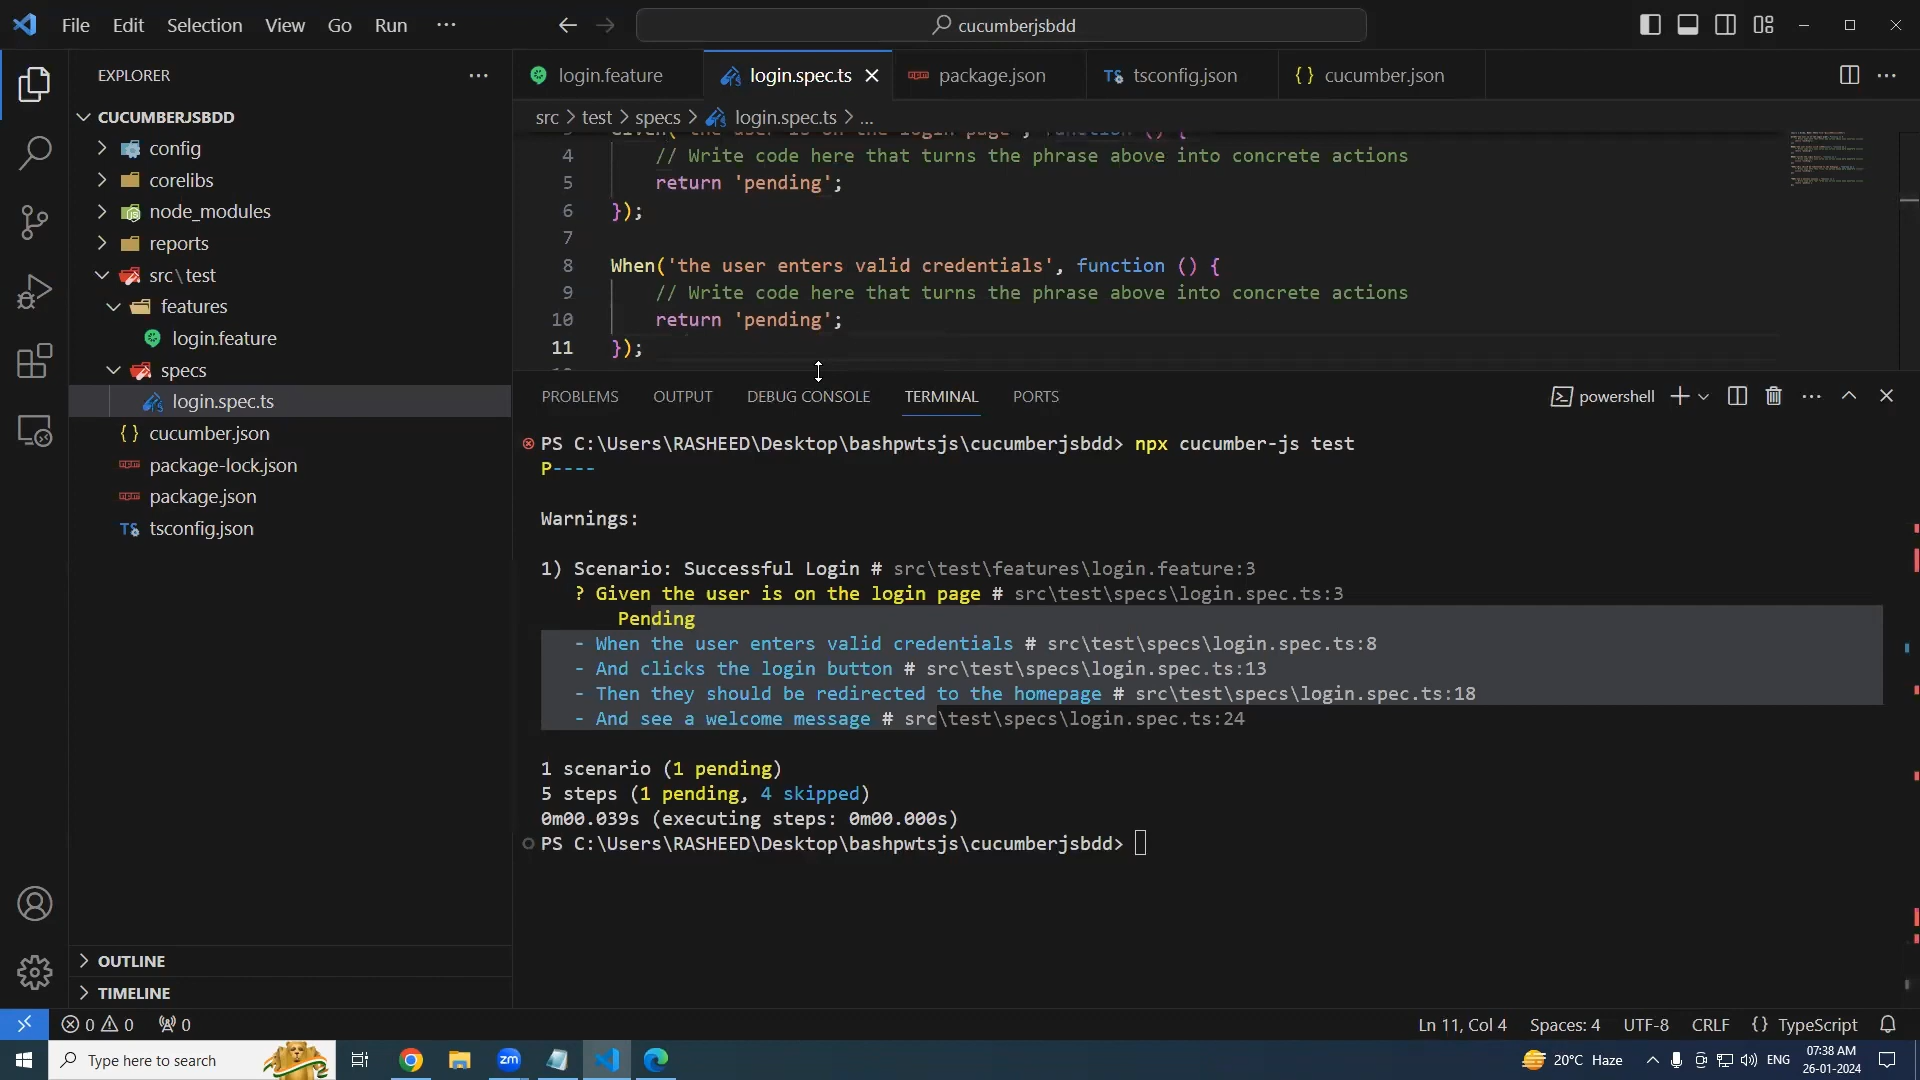 File Edit Selection View Go Run ···
cucumberjsbdd
EXPLORER
CUCUMBERJSBDD
config
corelibs
node_modules
reports
src\test
features
login.feature
specs
login.spec.ts
cucumber.json
package-lock.json
package.json
tsconfig.json
OUTLINE
TIMELINE
login.feature login.spec.ts package.json TS tsconfig.json {} cucumber.json
src > test > specs > login.spec.ts > ...
3 Given('the user is on the login page', function () {
4 // Write code here that turns the phrase above into concrete actions
5 return 'pending';
6 });
7
8 When('the user enters valid credentials', function () {
9 // Write code here that turns the phrase above into concrete actions
10 return 'pending';
11 });
PROBLEMS OUTPUT DEBUG CONSOLE TERMINAL PORTS powershell
PS C:\Users\RASHEED\Desktop\bashpwtsjs\cucumberjsbdd> npx cucumber-js test
P----
Warnings:
1) Scenario: Successful Login # src\test\features\login.feature:3
? Given the user is on the login page # src\test\specs\login.spec.ts:3
Pending
- When the user enters valid credentials # src\test\specs\login.spec.ts:8
- And clicks the login button # src\test\specs\login.spec.ts:13
- Then they should be redirected to the homepage # src\test\specs\login.spec.ts:18
- And see a welcome message # src\test\specs\login.spec.ts:24
1 scenario (1 pending)
5 steps (1 pending, 4 skipped)
0m00.039s (executing steps: 0m00.000s)
PS C:\Users\RASHEED\Desktop\bashpwtsjs\cucumberjsbdd>
0 0 0 Ln 11, Col 4 Spaces: 4 UTF-8 CRLF {} TypeScript
Type here to search zm 20°C Haze ENG 07:38 AM
26-01-2024